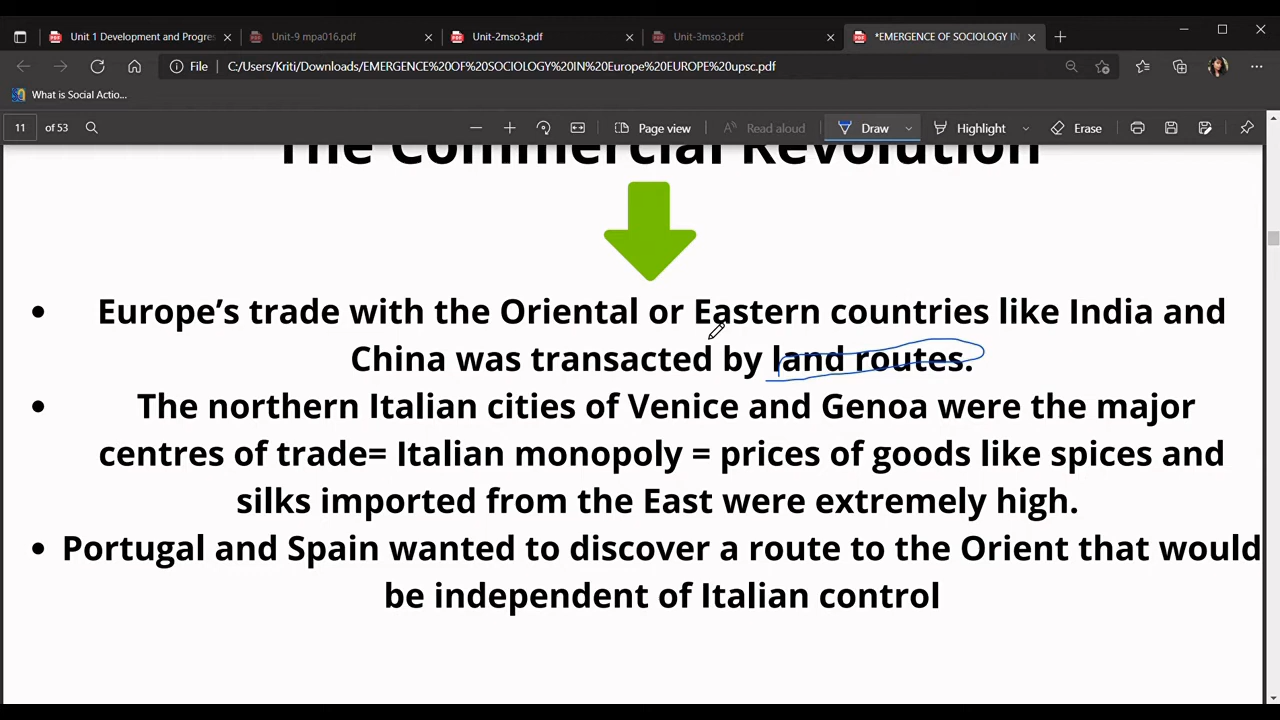 Unit 1 Development and Progres
Unit-9 mpa016.pdf
Unit-2mso3.pdf
Unit-3mso3.pdf
*EMERGENCE OF SOCIOLOGY IN
File
C:/Users/Kriti/Downloads/EMERGENCE%20OF%20SOCIOLOGY%20IN%20Europe%20EUROPE%20upsc.pdf
What is Social Actio...
11 of 53
Page view
Read aloud
Draw
Highlight
Erase
The Commercial Revolution
• Europe’s trade with the Oriental or Eastern countries like India and
China was transacted by land routes.
• The northern Italian cities of Venice and Genoa were the major
centres of trade= Italian monopoly = prices of goods like spices and
silks imported from the East were extremely high.
• Portugal and Spain wanted to discover a route to the Orient that would
be independent of Italian control